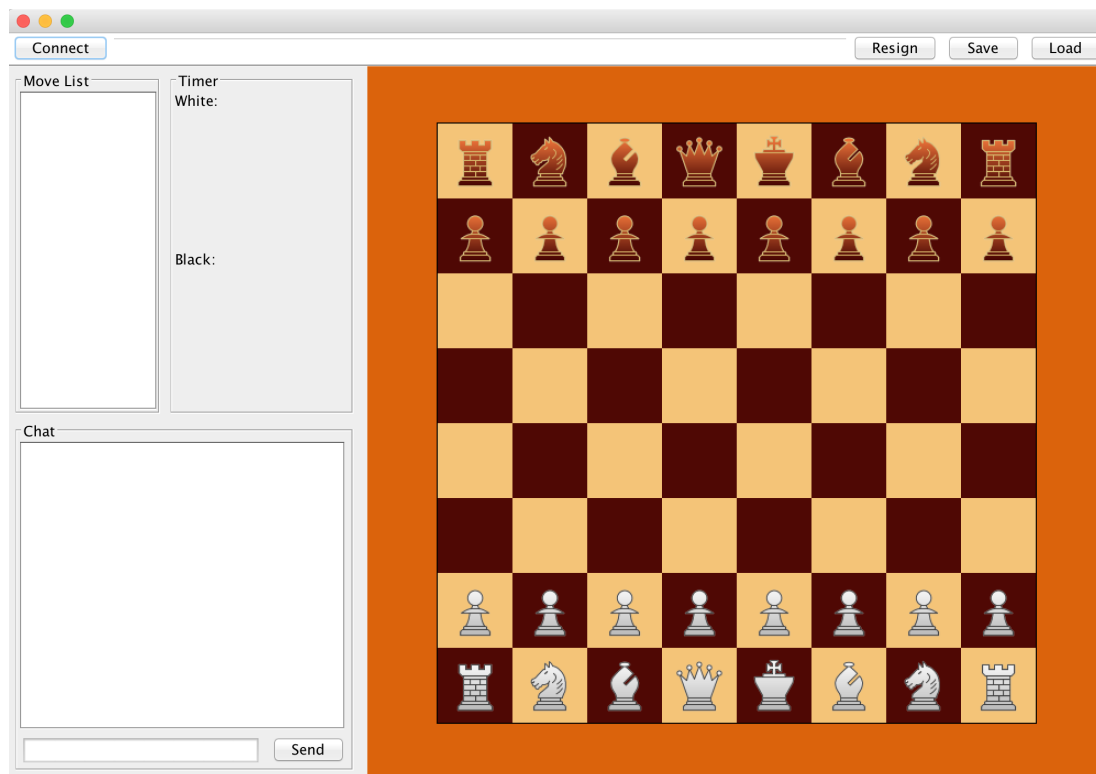 Connect
Resign
Save
Load
Move List
Timer
White:
Black:
Chat
Send